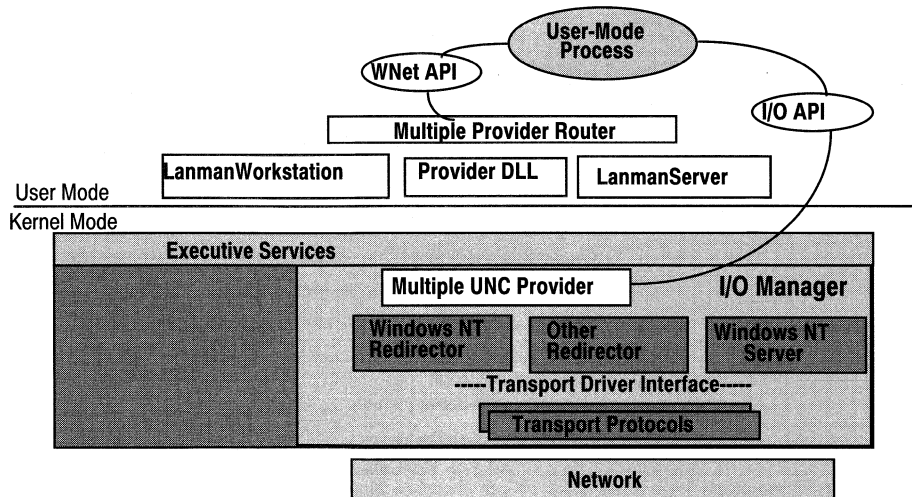 User-Mode
Process
WNet API
I/O API
Multiple Provider Router
LanmanWorkstation
Provider DLL
LanmanServer
User Mode
Kernel Mode
Executive Services
Multiple UNC Provider
I/O Manager
Windows NT
Redirector
Other
Redirector
Windows NT
Server
-----Transport Driver Interface-----
Transport Protocols
Network